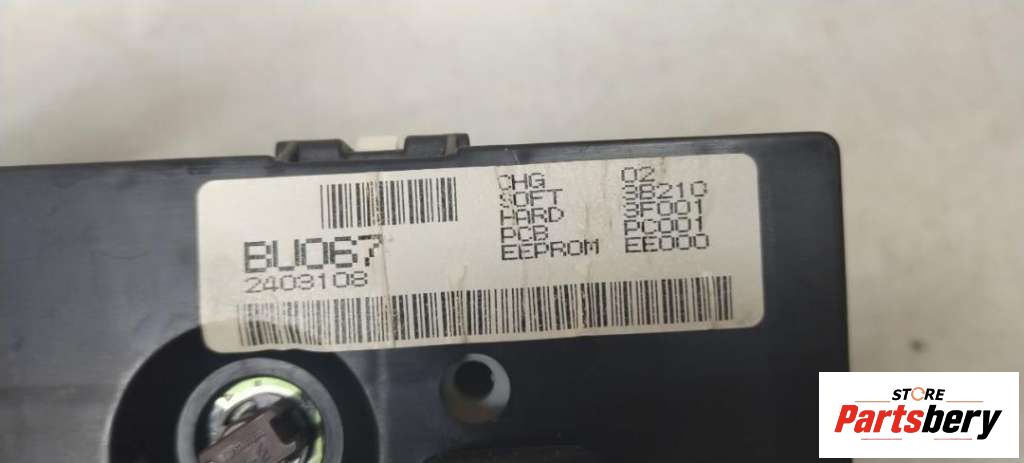 CHG 02
SOFT 3B210
HARD 3F001
PCB PC001
EEPROM EE000
BU067
2403108
STORE
Partsbery